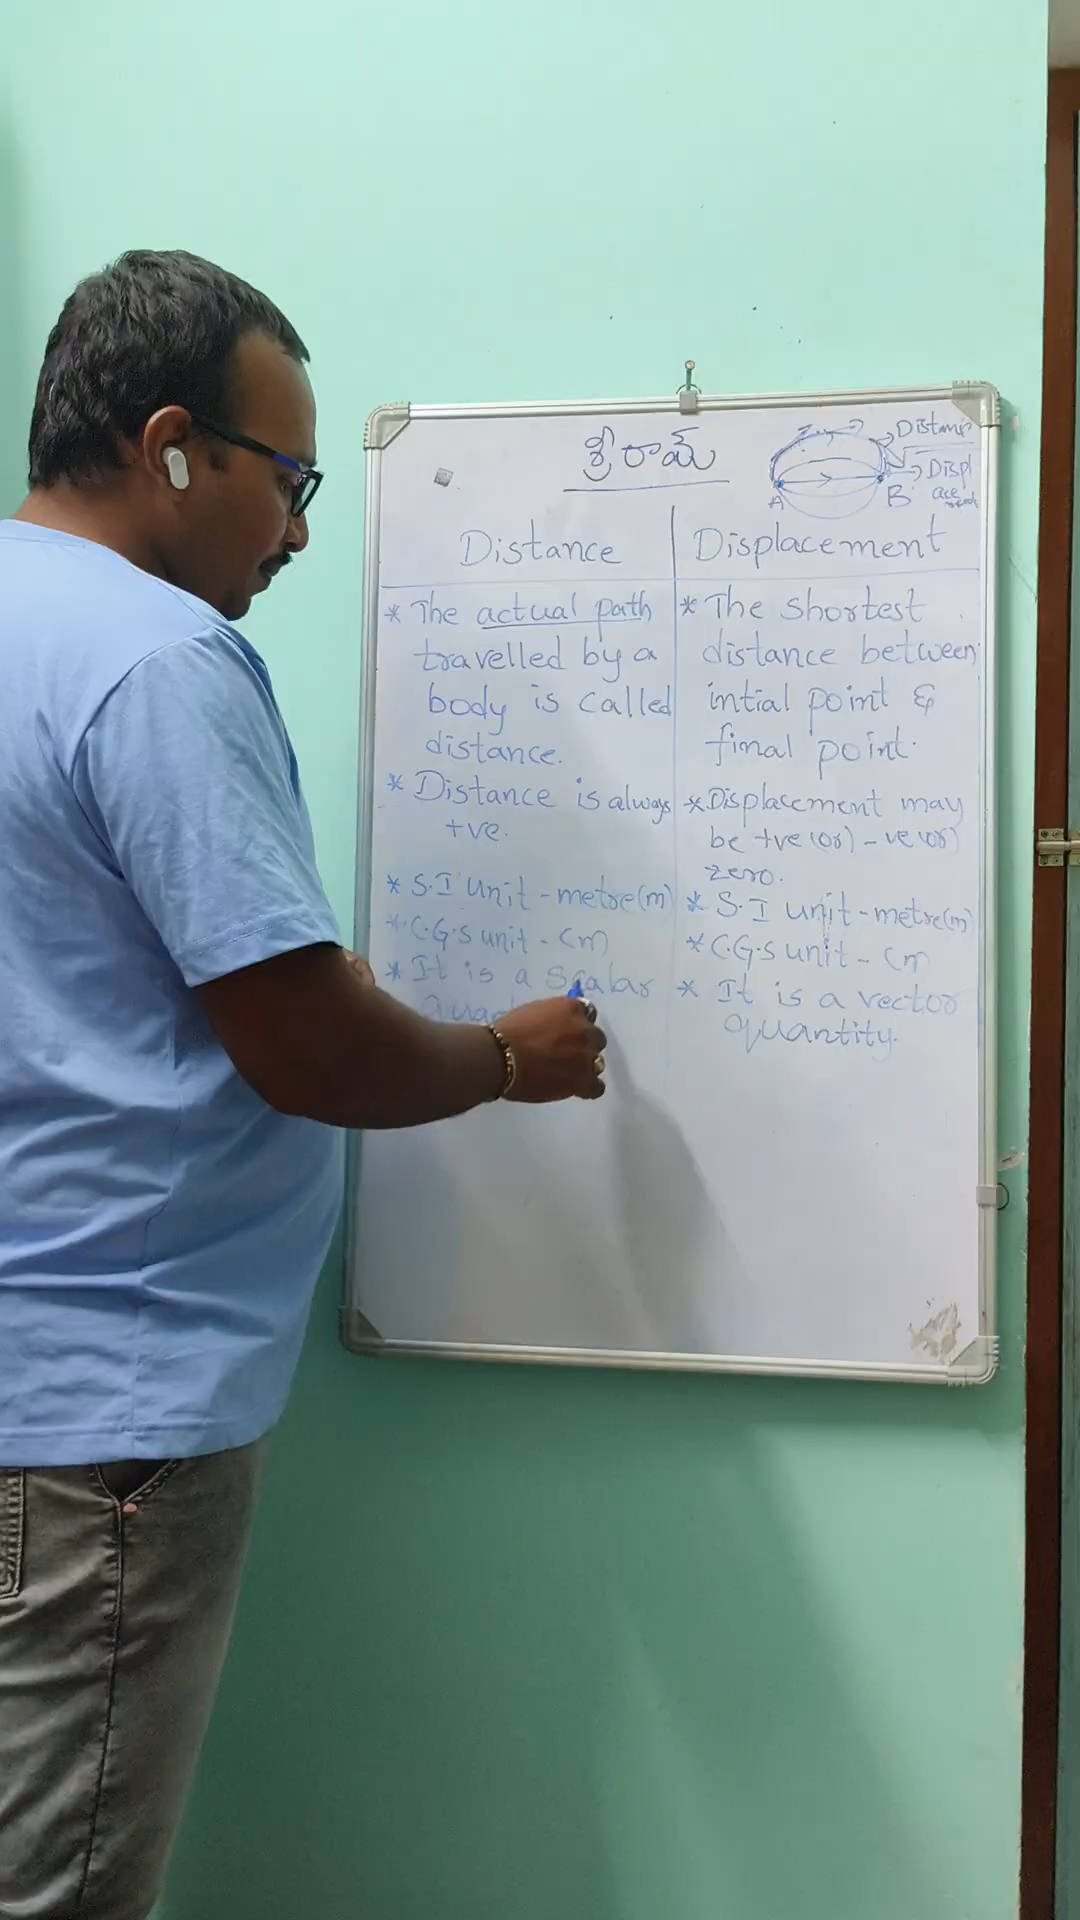 శ్రీరామ్
Distance
Displ
ace
A
B
Distance
Displacement
* The actual path
travelled by a
body is called
distance.
* Distance is always
+ve.
* S.I unit - metre(m)
* C.G.S unit - cm
* It is a Scalar
* The shortest
distance between
intial point &
final point.
* Displacement may
be +ve (or) - ve (or)
zero.
* S.I unit - metre(m)
* C.G.S unit - cm
* It is a vector
quantity.